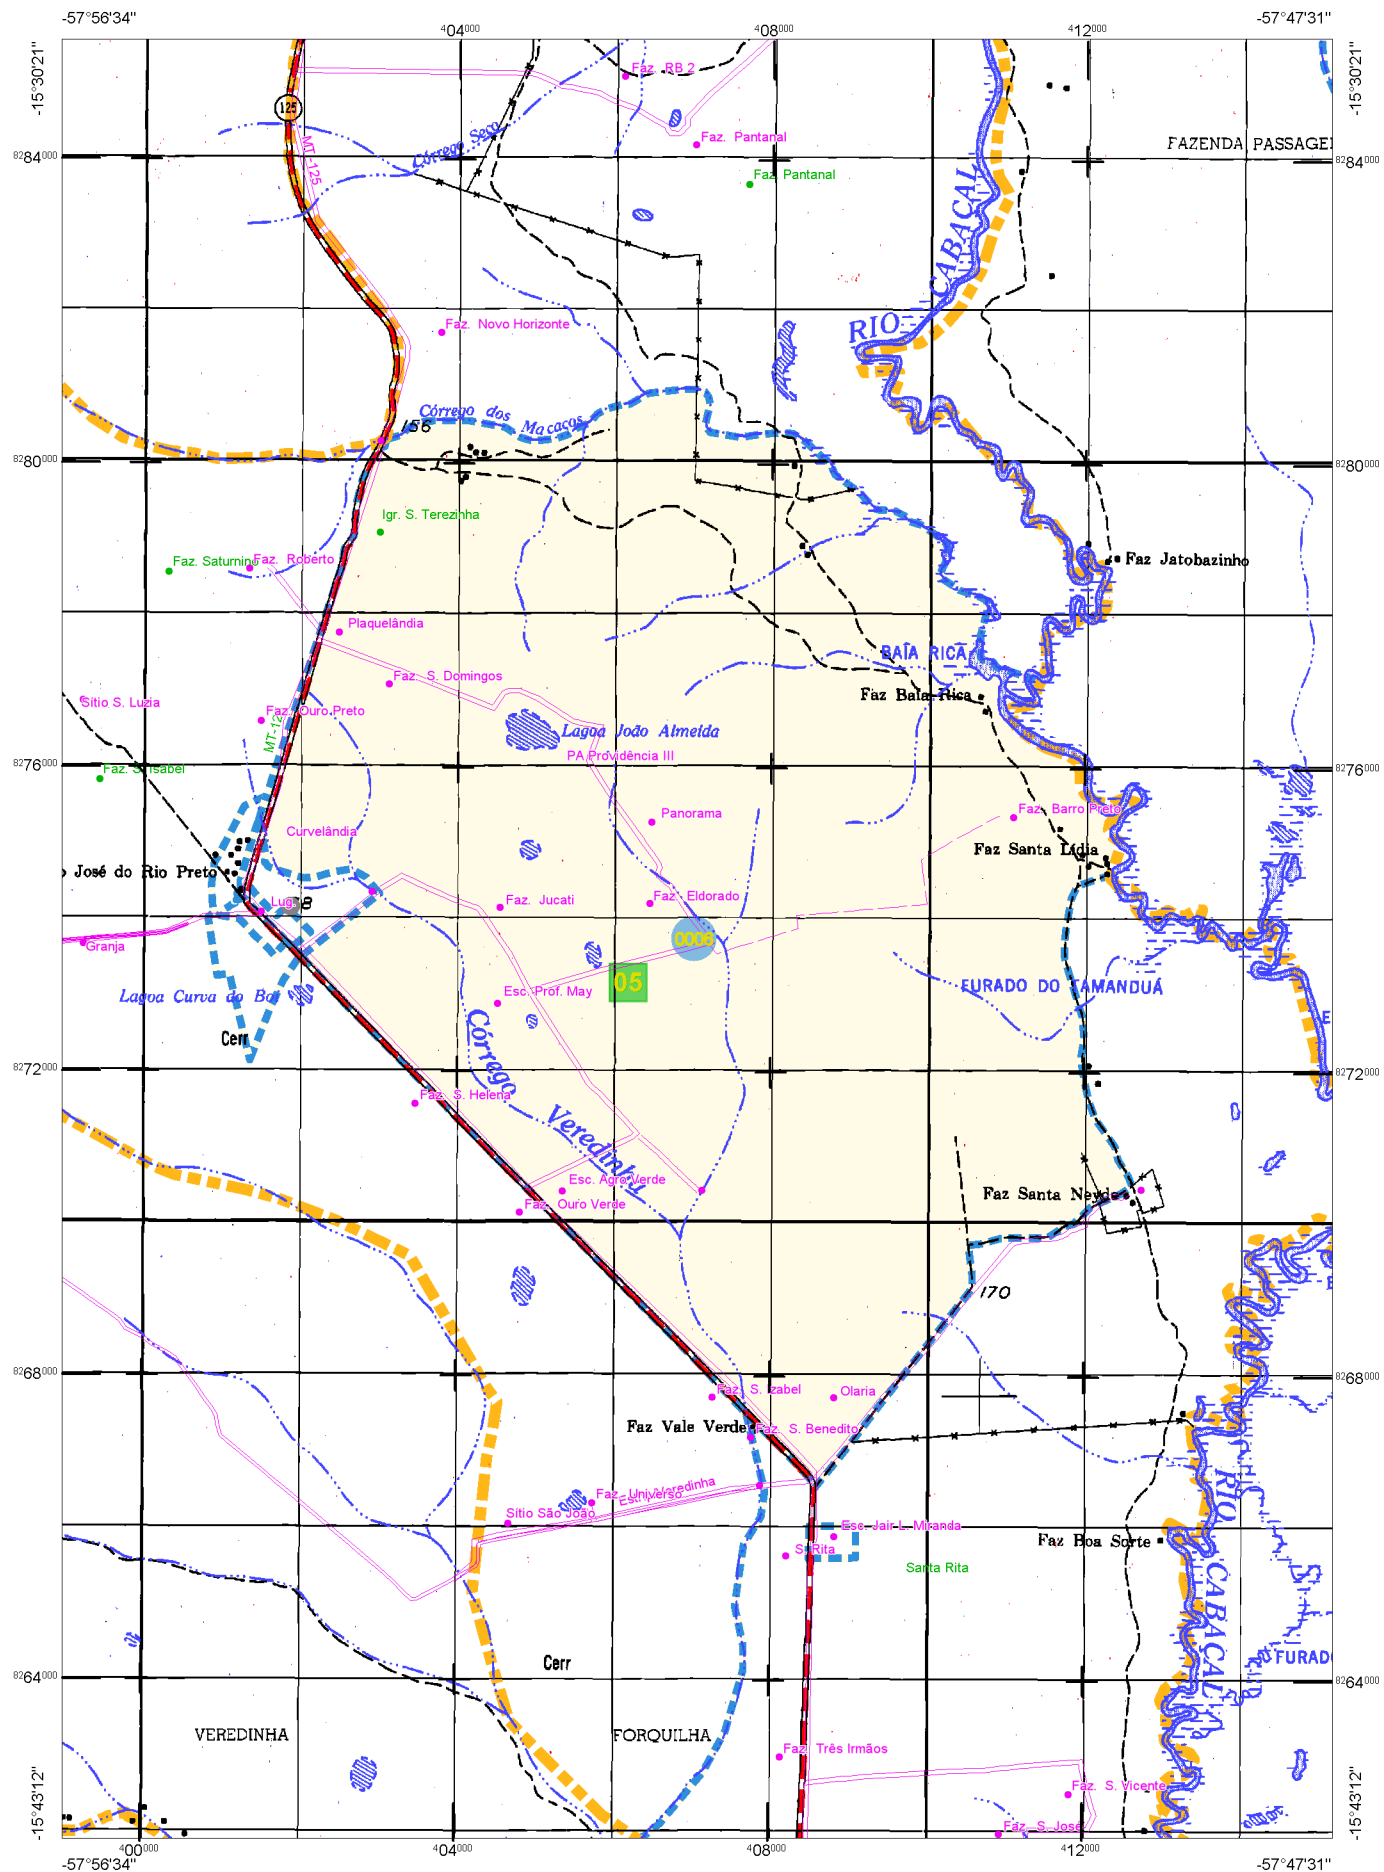 -57°56'34"
-57°47'31"
404000
408000
412000
-15°30'21"
-15°30'21"
Faz. RB 2
125
Faz. Pantanal
Córrego Seco
FAZENDA PASSAGE
8284000
8284000
MT-125
Faz. Pantanal
RIO CABAÇAL
Faz. Novo Horizonte
Córrego dos Macacos
156
8280000
8280000
Igr. S. Terezinha
Faz. Saturnino
Faz. Roberto
Faz Jatobazinho
Plaquelândia
BAÍA RICA
Faz. S. Domingos
Faz Baía Rica
Sítio S. Luzia
Faz. Ouro Preto
MT-12
Lagoa João Almeida
PA Providência III
8276000
8276000
Faz. S. Isabel
Panorama
Faz. Barro Preto
Curvelândia
Faz Santa Lídia
o José do Rio Preto
Lug.
8
Faz. Jucati
Faz. Eldorado
0006
Granja
05
Esc. Prof. May
FURADO DO TAMANDUÁ
Lagoa Curva do Boi
E
Cerr
8272000
8272000
Faz. S. Helena
Córrego Veredinha
Esc. Agro Verde
Faz. Ouro Verde
Faz Santa Neyde
170
8268000
8268000
Faz. S. Izabel
Olaria
Faz Vale Verde
Faz. S. Benedito
Faz. Universo
Veredinha
Sítio São João
Esc. Jair L. Miranda
S. Rita
Santa Rita
Faz Boa Sorte
RIO CABAÇAL
Cerr
FURADO
8264000
8264000
VEREDINHA
FORQUILHA
Faz. Três Irmãos
Faz. S. Vicente
Faz. S. José
-15°43'12"
-15°43'12"
400000
404000
408000
412000
-57°56'34"
-57°47'31"